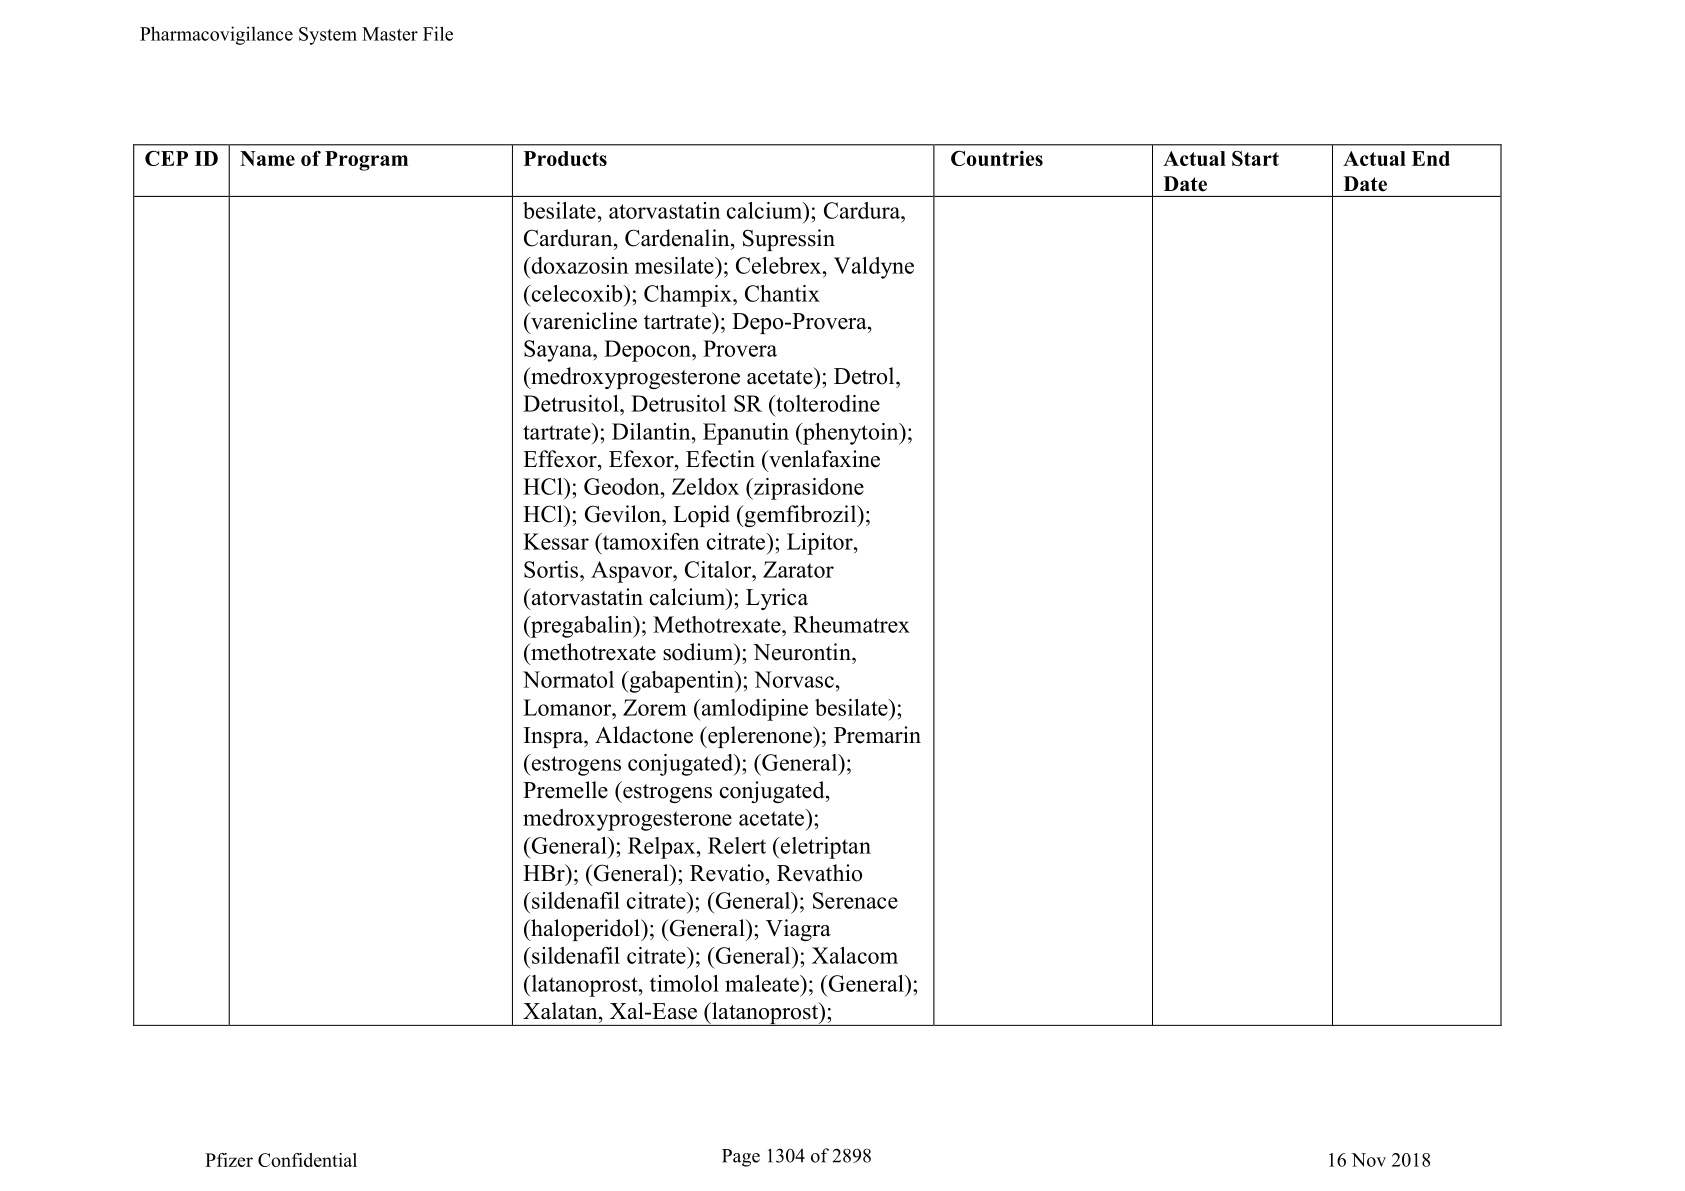 Pharmacovigilance System Master File
CEP ID
Name of Program
Products
Countries
Actual Start
Date
Actual End
Date
besilate, atorvastatin calcium); Cardura,
Carduran, Cardenalin, Supressin
(doxazosin mesilate); Celebrex, Valdyne
(celecoxib); Champix, Chantix
(varenicline tartrate); Depo-Provera,
Sayana, Depocon, Provera
(medroxyprogesterone acetate); Detrol,
Detrusitol, Detrusitol SR (tolterodine
tartrate); Dilantin, Epanutin (phenytoin);
Effexor, Efexor, Efectin (venlafaxine
HCl); Geodon, Zeldox (ziprasidone
HCl); Gevilon, Lopid (gemfibrozil);
Kessar (tamoxifen citrate); Lipitor,
Sortis, Aspavor, Citalor, Zarator
(atorvastatin calcium); Lyrica
(pregabalin); Methotrexate, Rheumatrex
(methotrexate sodium); Neurontin,
Normatol (gabapentin); Norvasc,
Lomanor, Zorem (amlodipine besilate);
Inspra, Aldactone (eplerenone); Premarin
(estrogens conjugated); (General);
Premelle (estrogens conjugated,
medroxyprogesterone acetate);
(General); Relpax, Relert (eletriptan
HBr); (General); Revatio, Revathio
(sildenafil citrate); (General); Serenace
(haloperidol); (General); Viagra
(sildenafil citrate); (General); Xalacom
(latanoprost, timolol maleate); (General);
Xalatan, Xal-Ease (latanoprost);
Pfizer Confidential
Page 1304 of 2898
16 Nov 2018